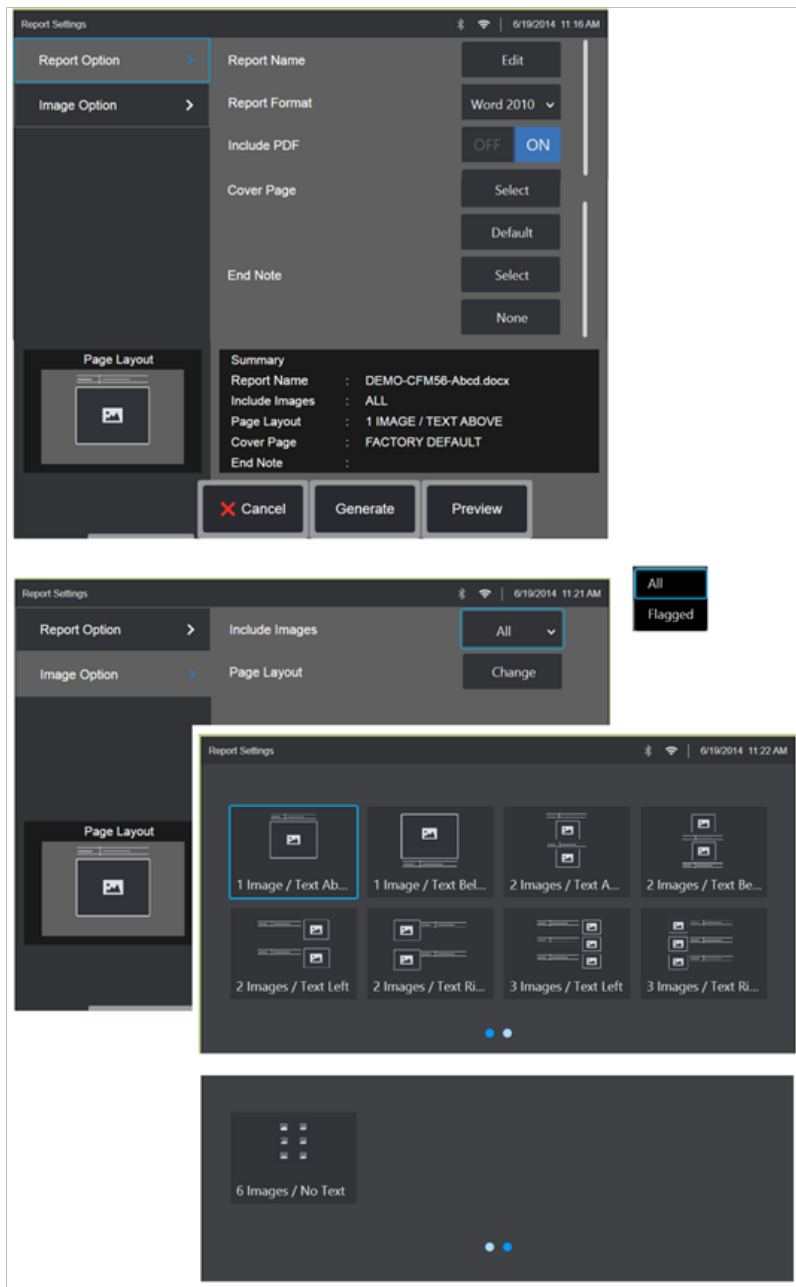 Report Settings 6/19/2014 11:16 AM
Report Option
Image Option
Report Name Edit
Report Format Word 2010
Include PDF OFF ON
Cover Page Select
Default
End Note Select
None
Page Layout
Summary
Report Name : DEMO-CFM56-Abcd.docx
Include Images : ALL
Page Layout : 1 IMAGE / TEXT ABOVE
Cover Page : FACTORY DEFAULT
End Note :
Cancel Generate Preview
Report Settings 6/19/2014 11:21 AM
Report Option
Image Option
Include Images All
Page Layout Change
All
Flagged
Page Layout
Report Settings 6/19/2014 11:22 AM
1 Image / Text Ab... 1 Image / Text Bel... 2 Images / Text A... 2 Images / Text Be...
2 Images / Text Left 2 Images / Text Ri... 3 Images / Text Left 3 Images / Text Ri...
6 Images / No Text